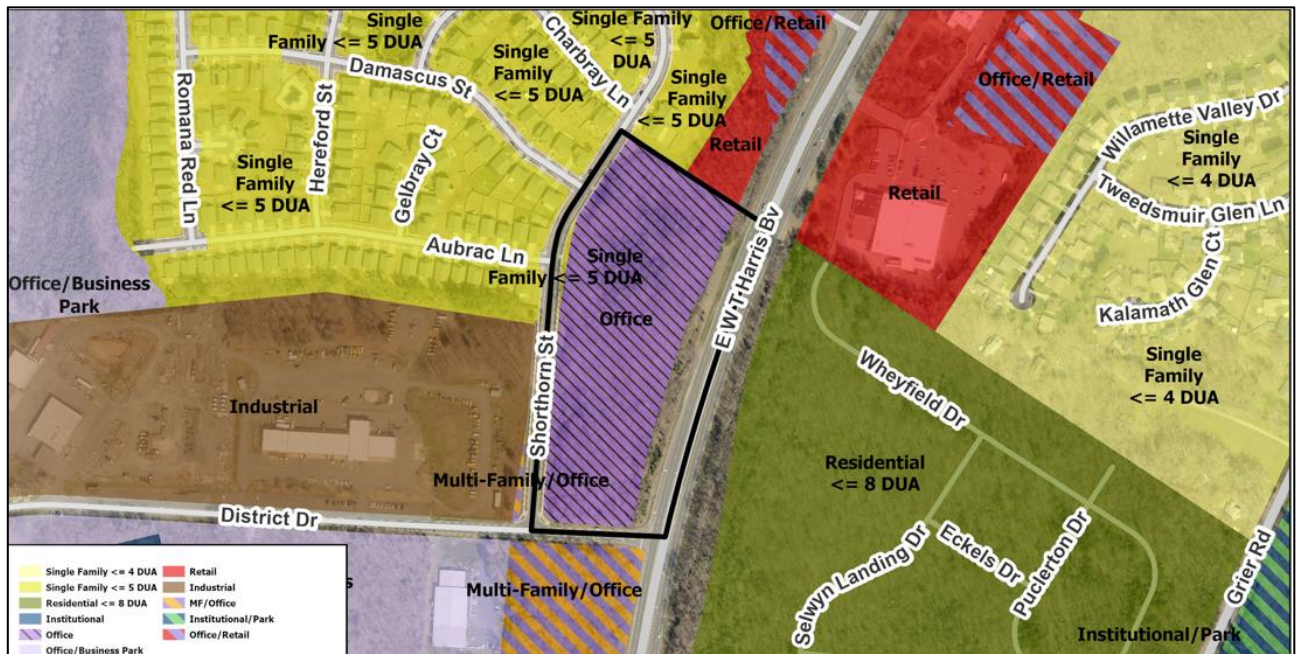 Single
Family <= 5 DUA
Single Family
<= 5
DUA
Office/Retail
Single
Family
<= 5 DUA
Charbray Ln
Damascus St
Romana Red Ln
Hereford St
Single
Family
<= 5 DUA
Office/Retail
Willamette Valley Dr
Gelbray Ct
Retail
Single
Family
<= 4 DUA
Single
Family
<= 5 DUA
Tweedsmuir Glen Ln
Retail
Aubrac Ln
Single
Family <= 5 DUA
E W T Harris Bv
Kalamath Glen Ct
Office/Business
Park
Office
Shorthorn St
Wheyfield Dr
Single
Family
<= 4 DUA
Industrial
Residential
<= 8 DUA
Multi-Family/Office
District Dr
Selwyn Landing Dr
Eckels Dr
Puclerton Dr
Grier Rd
Multi-Family/Office
Institutional/Park
Single Family <= 4 DUA
Single Family <= 5 DUA
Residential <= 8 DUA
Institutional
Office
Office/Business Park
Retail
Industrial
MF/Office
Institutional/Park
Office/Retail